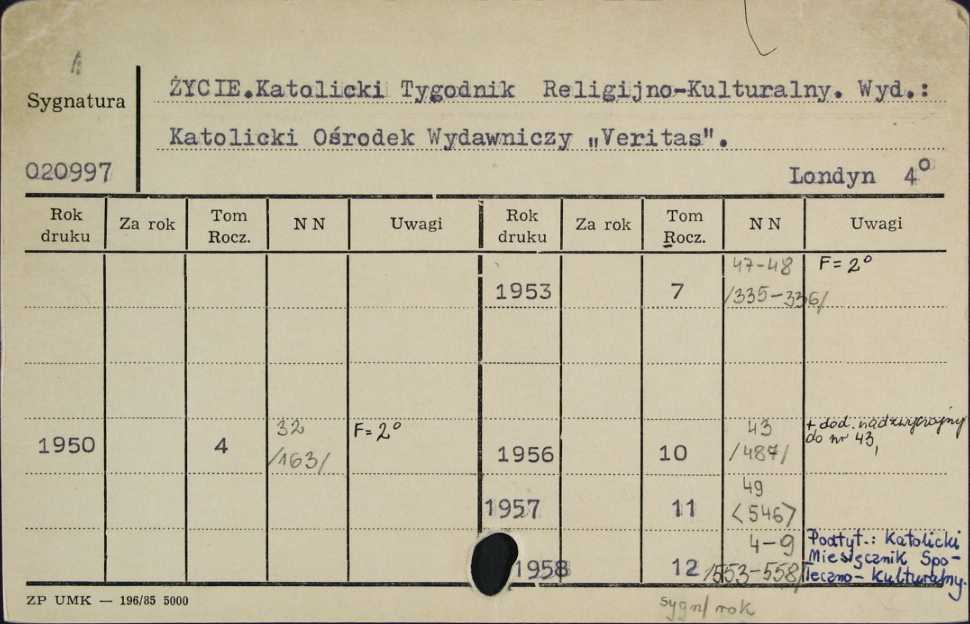 Sygnatura
020997
ŻYCIE.Katolicki Tygodnik Religijno-Kulturalny. Wyd.:
Katolicki Ośrodek Wydawniczy „Veritas".
Londyn 4°
Rok druku Za rok Tom Rocz. N N Uwagi Rok druku Za rok Tom Rocz. N N Uwagi
1953 7 47-48 /335-336/ F=2°
1950 4 32 /163/ F=2°
1956 10 43 /487/ + dod. nadzwyczajny do nr 43,
1957 11 49 <546>
1958 12 4-9 /553-558/ Podtyt.: Katolicki Miesięcznik Spo-
łeczno-Kulturalny.
ZP UMK — 196/85 5000
sygn/ rok